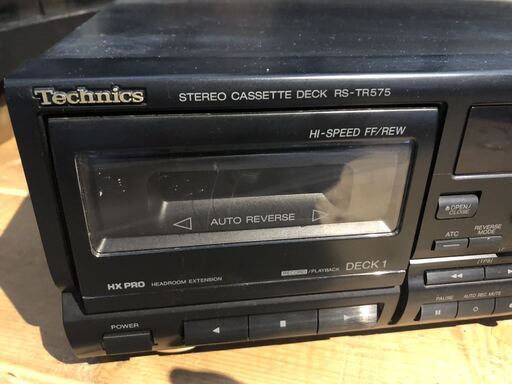 Technics
STEREO CASSETTE DECK RS-TR575
HI-SPEED FF/REW
AUTO REVERSE
HX PRO HEADROOM EXTENSION
RECORD/PLAYBACK DECK 1
POWER
OPEN/
CLOSE
ATC
REVERSE
MODE
[TPS]
PAUSE
AUTO REC MUTE